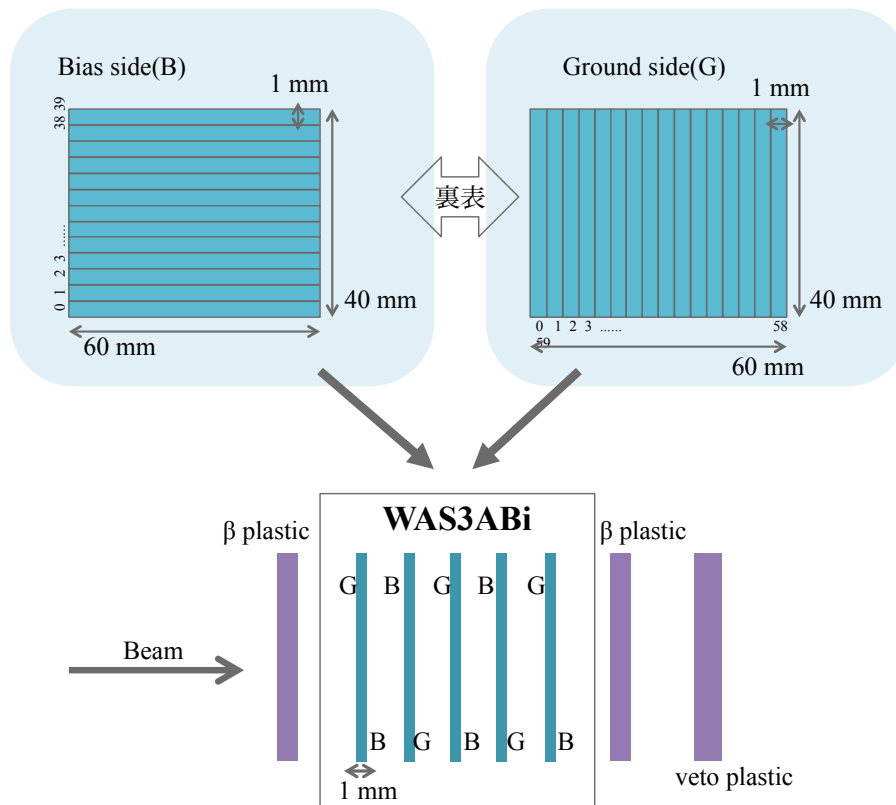 Bias side(B)
1 mm
38 39
0 1 2 3 ......
40 mm
60 mm
裏表
Ground side(G)
1 mm
40 mm
0 1 2 3 ...... 58
59
60 mm
WAS3ABi
β plastic
β plastic
G B G B G
Beam
B G B G B
1 mm
veto plastic